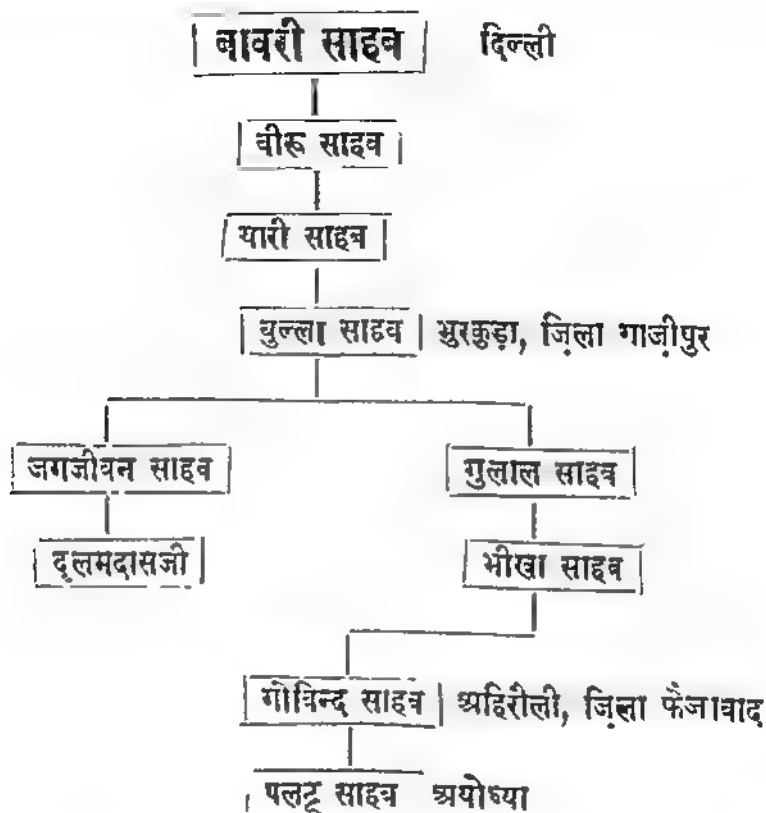 बावरी साहब दिल्ली
वीरू साहब
यारी साहब
बुल्ला साहब भुरकुड़ा, जिला गाज़ीपुर
जगजीवन साहब गुलाल साहब
दूलमदासजी भीखा साहब
गोविन्द साहब अहिरौली, जिला फैजाबाद
पलटू साहब अयोध्या